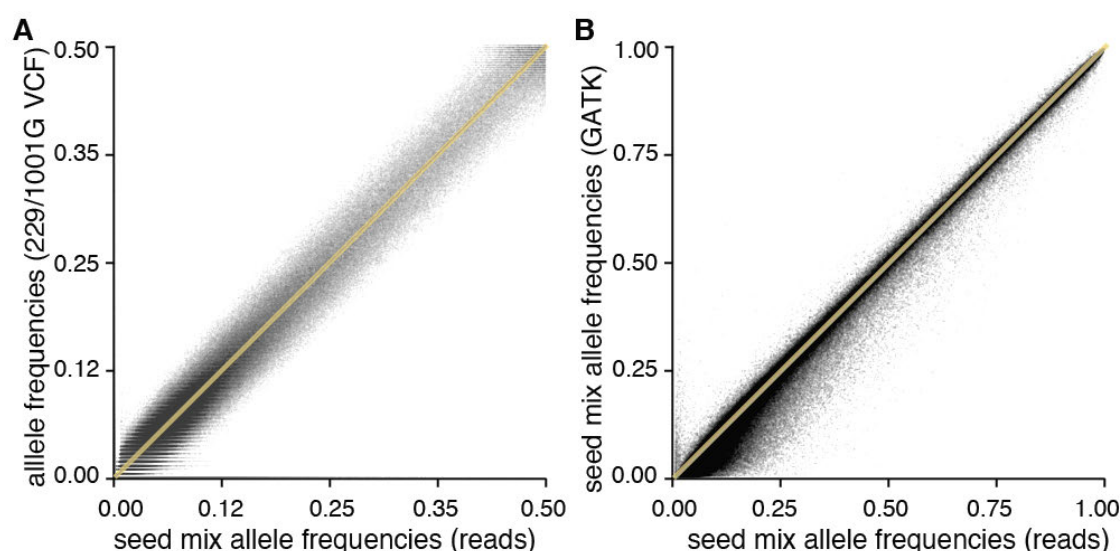 A
B
allele frequencies (229/1001G VCF)
0.50
0.35
0.25
0.12
0.00
0.00 0.12 0.25 0.35 0.50
seed mix allele frequencies (reads)
seed mix allele frequencies (GATK)
1.00
0.75
0.50
0.25
0.00
0.00 0.25 0.50 0.75 1.00
seed mix allele frequencies (reads)